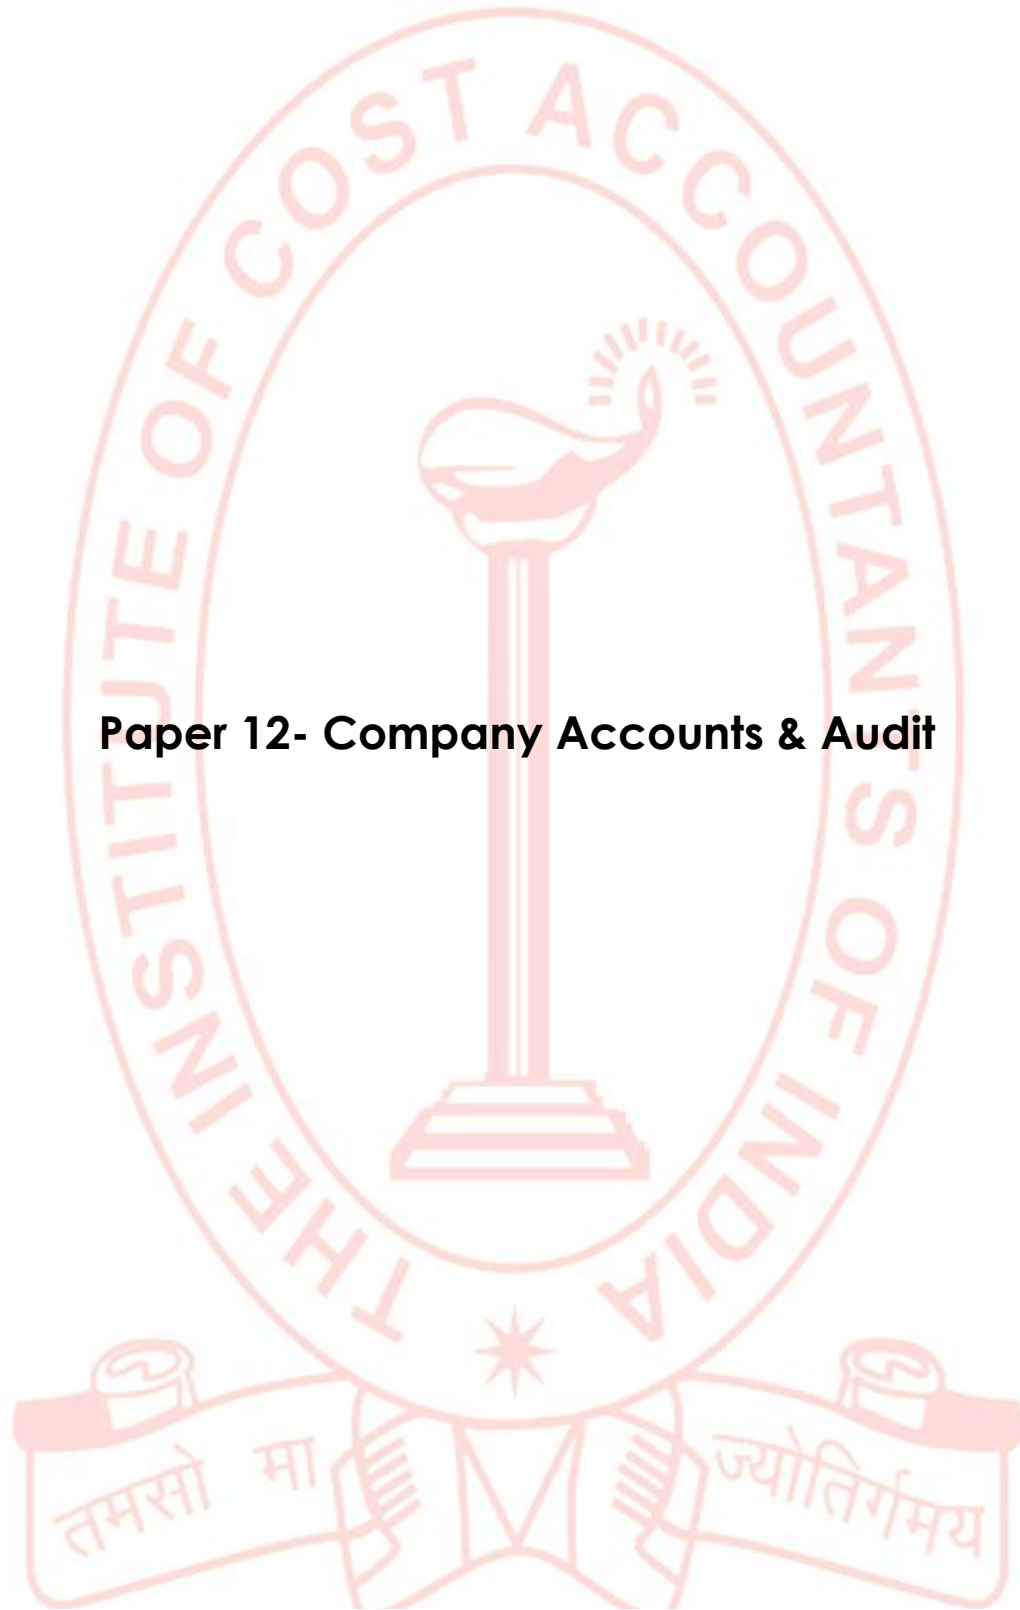 THE INSTITUTE OF COST ACCOUNTANTS OF INDIA
Paper 12- Company Accounts & Audit
तमसो मा
ज्योतिर्गमय